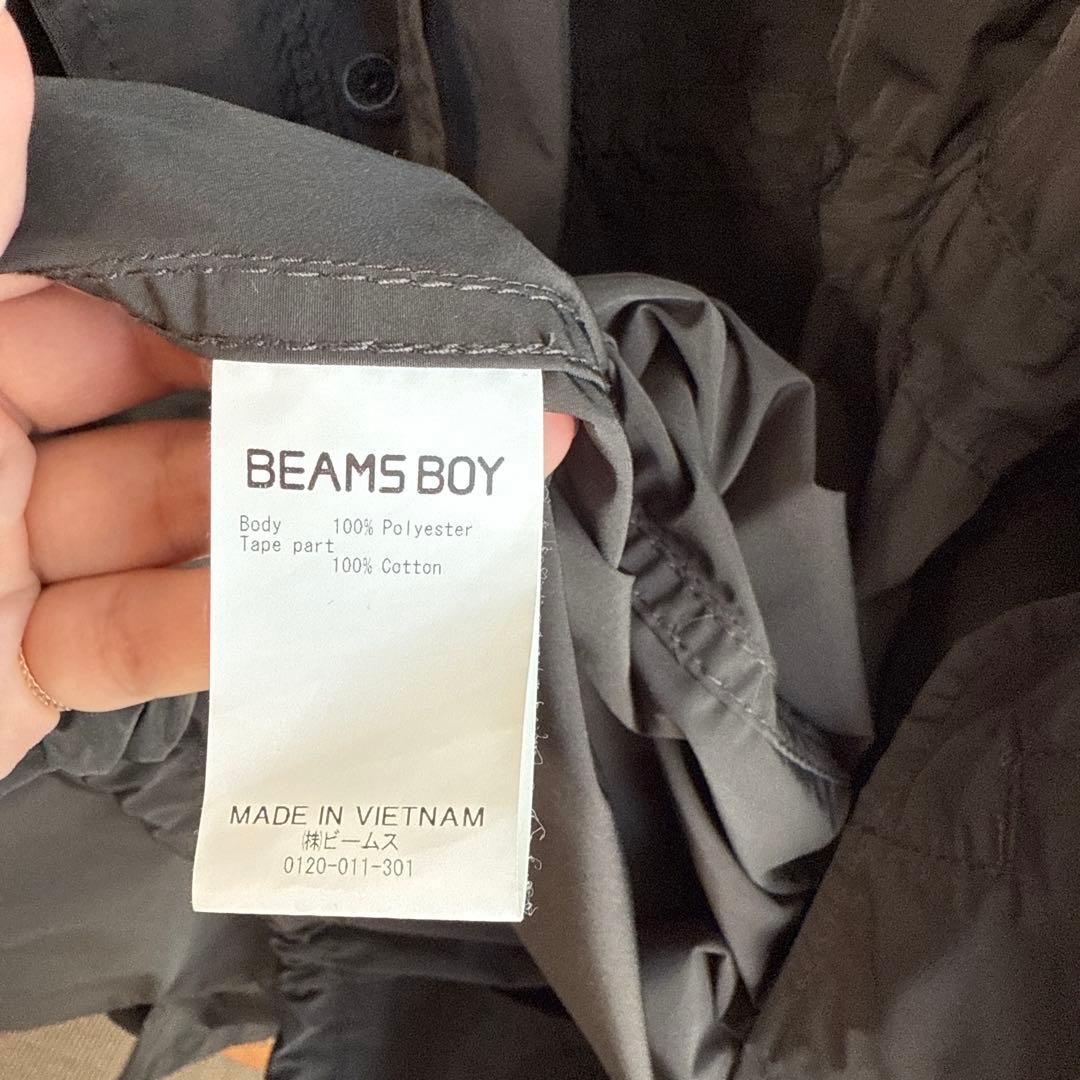 BEAMS BOY
Body 100% Polyester
Tape part
100% Cotton
MADE IN VIETNAM
㈱ビームス
0120-011-301